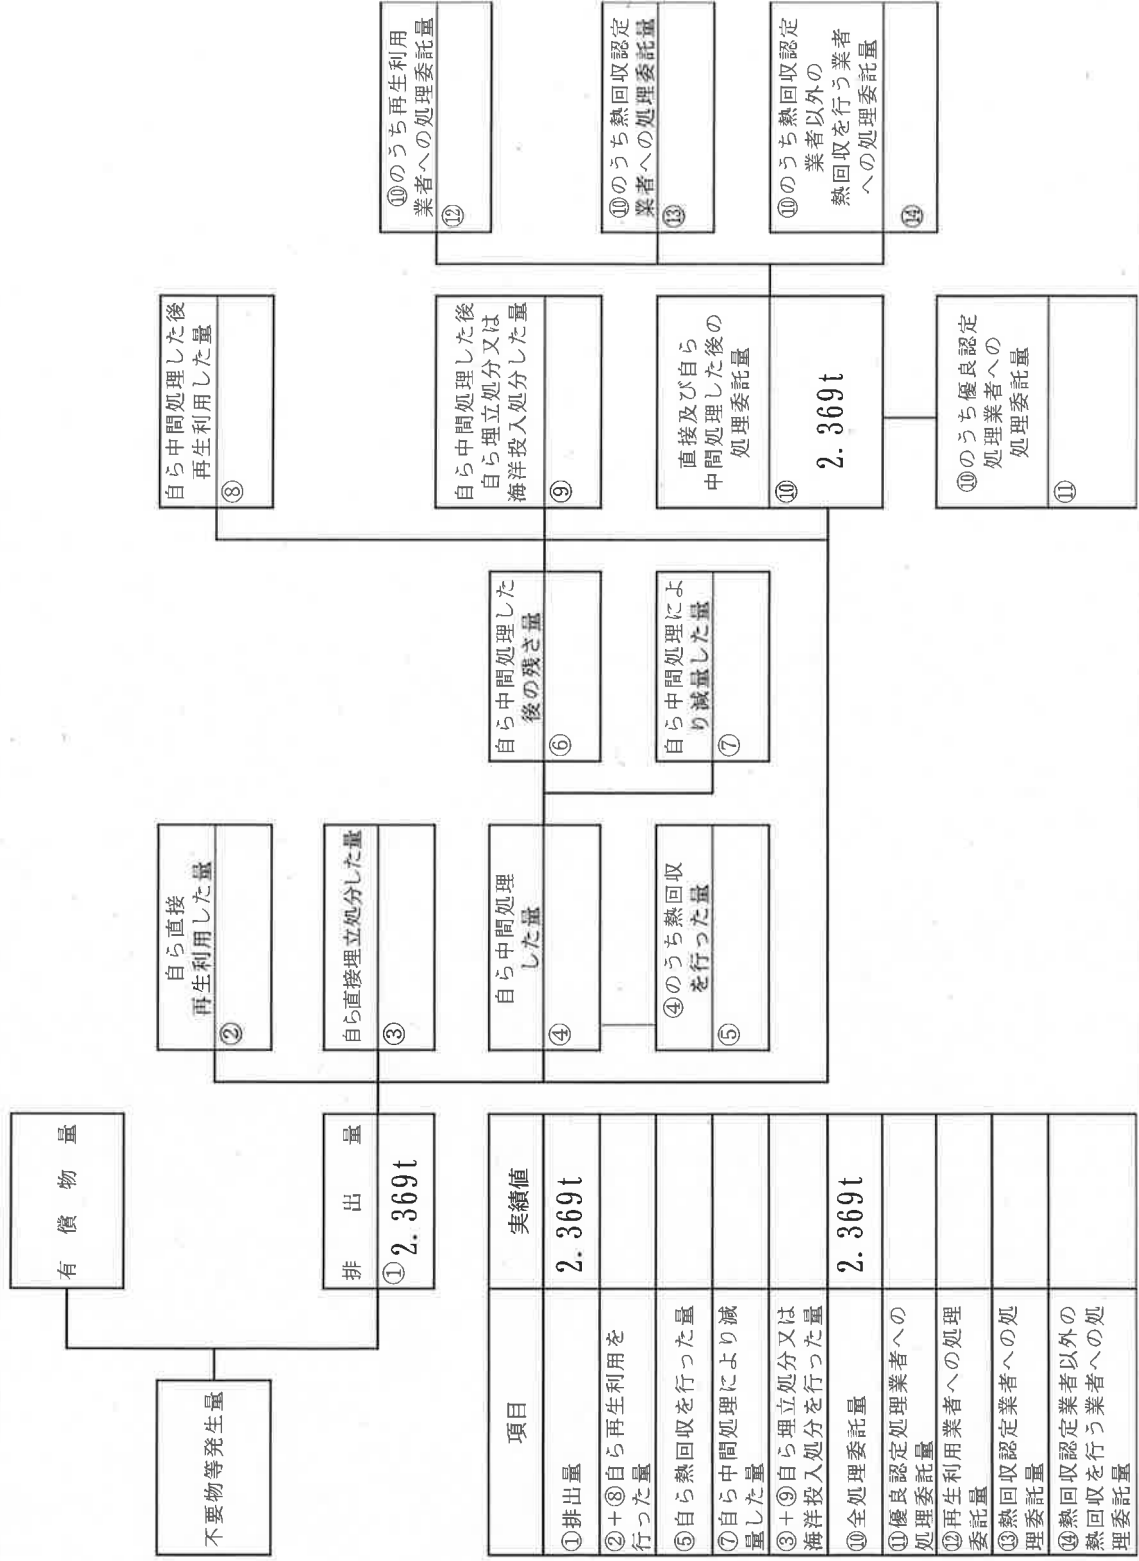 不要物等発生量
有償物量
排出量
①2.369t
自ら直接
再生利用した量
②
自ら直接埋立処分した量
③
自ら中間処理
した量
④
④のうち熱回収
を行った量
⑤
自ら中間処理した
後の残さ量
⑥
自ら中間処理によ
り減量した量
⑦
自ら中間処理した後
再生利用した量
⑧
自ら中間処理した後
自ら埋立処分又は
海洋投入処分した量
⑨
直接及び自ら
中間処理した後の
処理委託量
⑩
2.369t
⑩のうち優良認定
処理業者への
処理委託量
⑪
⑩のうち再生利用
業者への処理委託量
⑫
⑩のうち熱回収認定
業者への処理委託量
⑬
⑩のうち熱回収認定
業者以外の
熱回収を行う業者
への処理委託量
⑭
項目
実績値
①排出量
2.369t
②+⑧自ら再生利用を
行った量
⑤自ら熱回収を行った量
⑦自ら中間処理により減
量した量
③+⑨自ら埋立処分又は
海洋投入処分を行った量
⑩全処理委託量
2.369t
⑪優良認定処理業者への
処理委託量
⑫再生利用業者への処理
委託量
⑬熱回収認定業者への処
理委託量
⑭熱回収認定業者以外の
熱回収を行う業者への処
理委託量